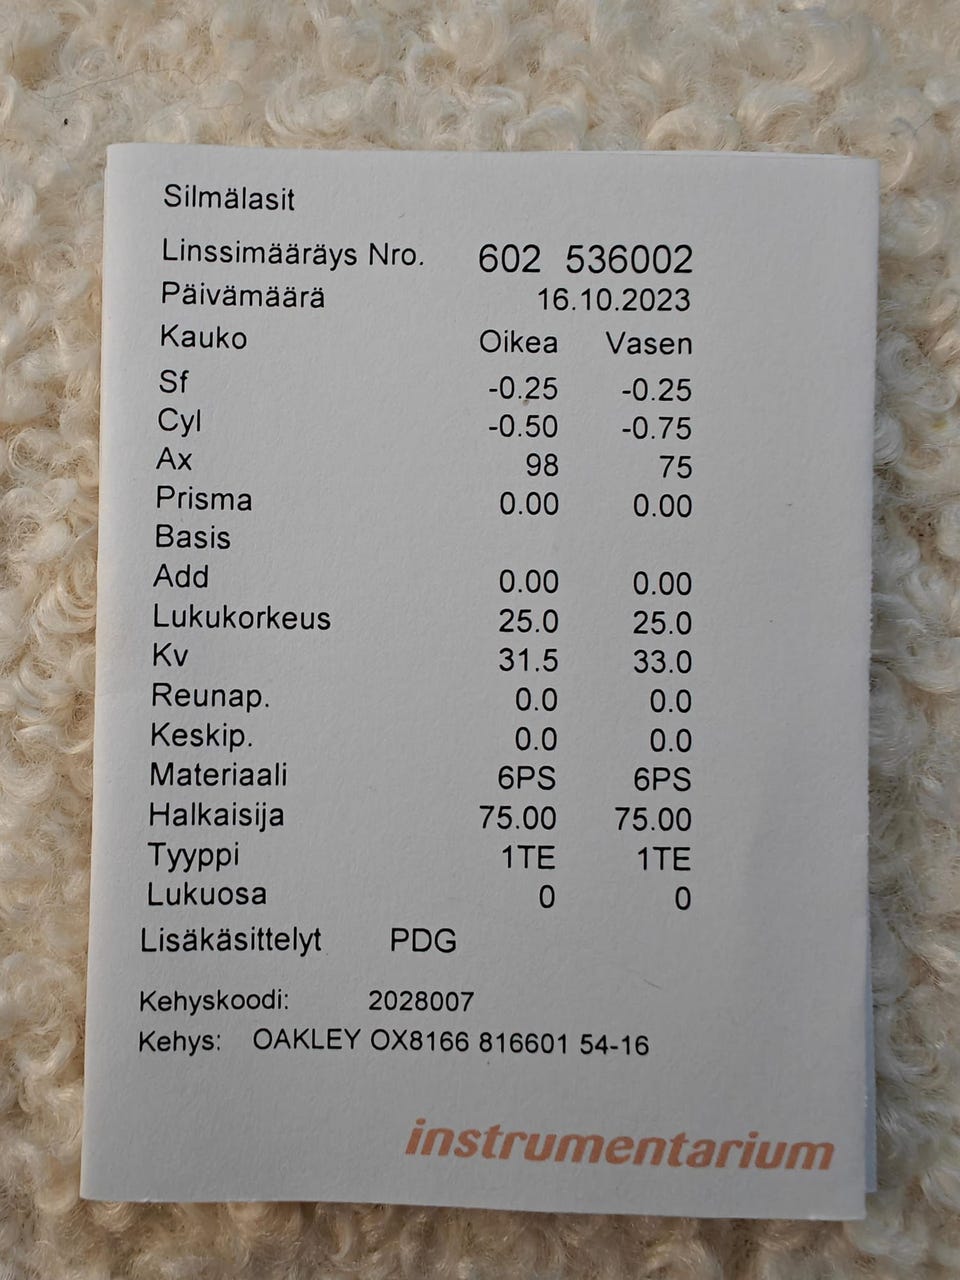 Silmälasit
Linssimääräys Nro. 602 536002
Päivämäärä 16.10.2023
Kauko Oikea Vasen
Sf -0.25 -0.25
Cyl -0.50 -0.75
Ax 98 75
Prisma 0.00 0.00
Basis
Add 0.00 0.00
Lukukorkeus 25.0 25.0
Kv 31.5 33.0
Reunap. 0.0 0.0
Keskip. 0.0 0.0
Materiaali 6PS 6PS
Halkaisija 75.00 75.00
Tyyppi 1TE 1TE
Lukuosa 0 0
Lisäkäsittelyt PDG
Kehyskoodi: 2028007
Kehys: OAKLEY OX8166 816601 54-16
instrumentarium